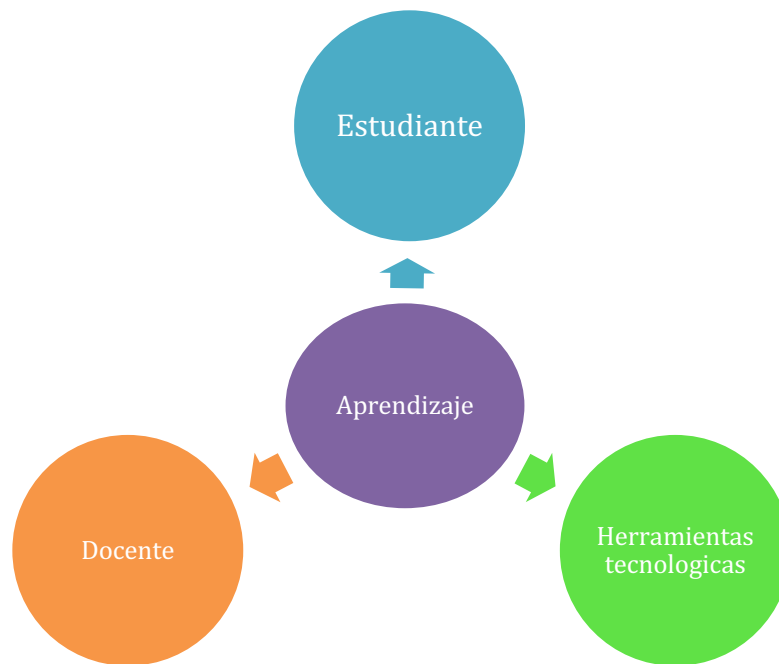 Estudiante
Aprendizaje
Docente
Herramientas
tecnologicas